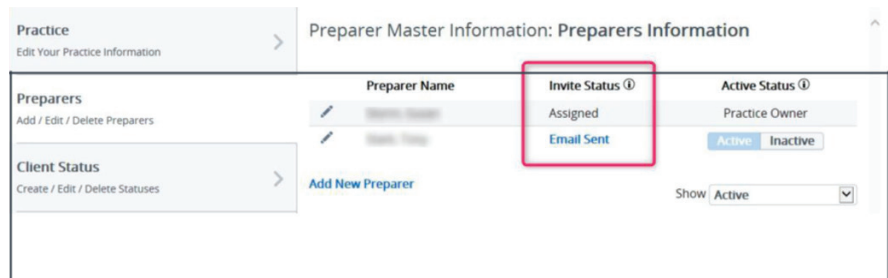 Practice
Edit Your Practice Information
Preparers
Add / Edit / Delete Preparers
Client Status
Create / Edit / Delete Statuses
Preparer Master Information: Preparers Information
Preparer Name Invite Status ⓘ Active Status ⓘ
Assigned Practice Owner
Email Sent Active Inactive
Add New Preparer
Show Active